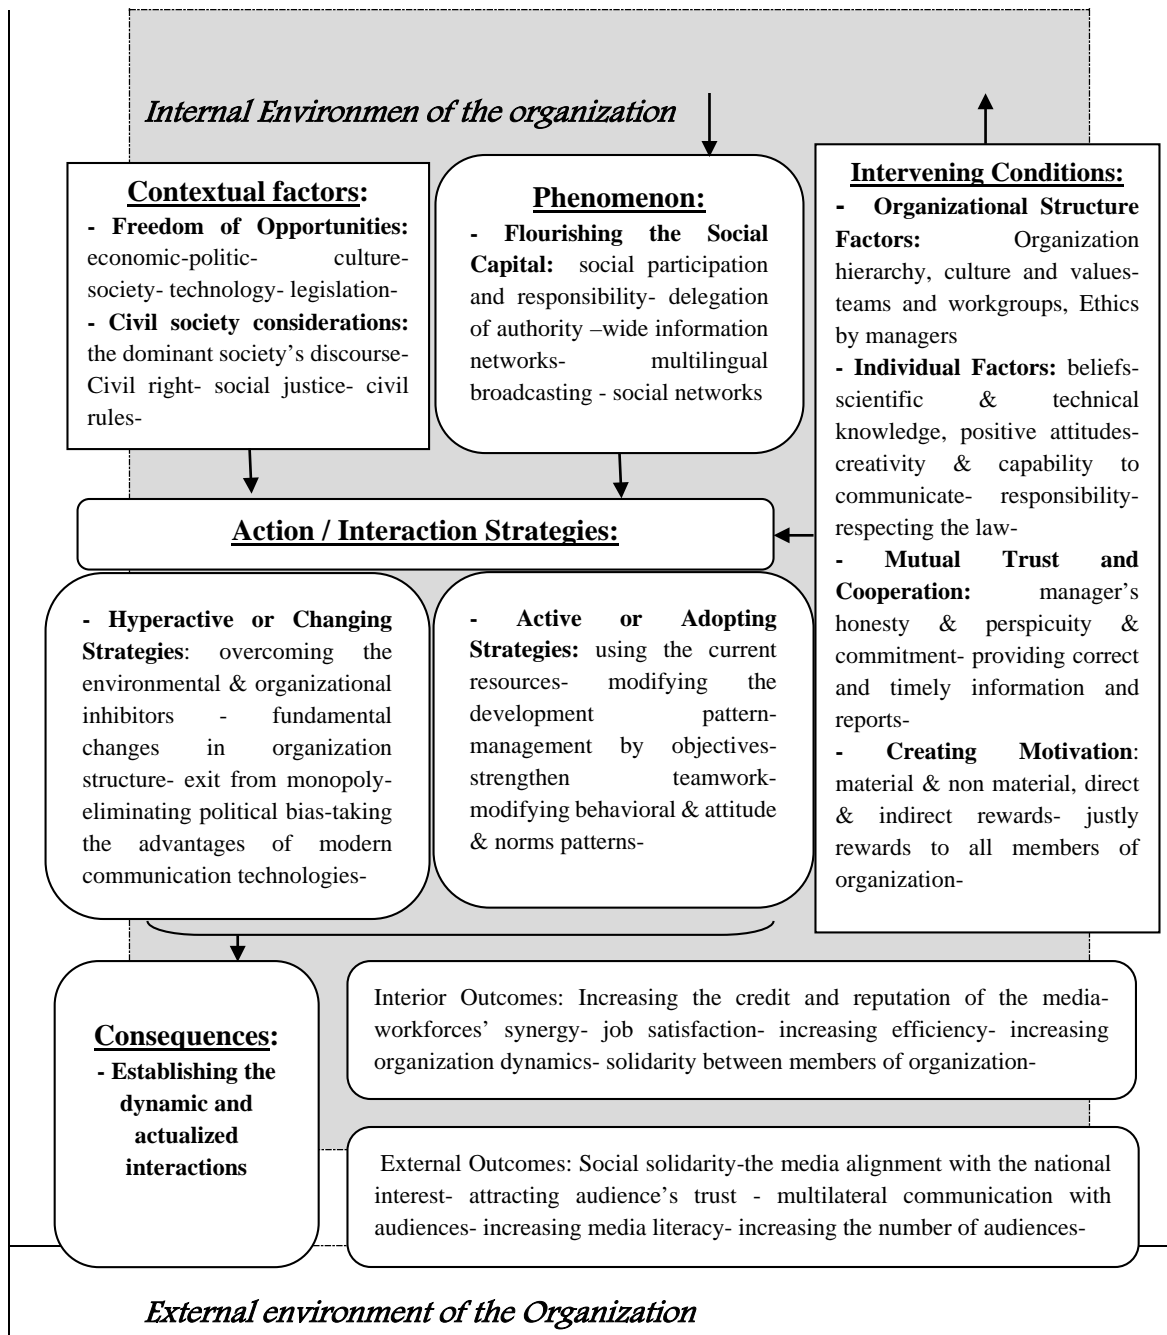 Internal Environmen of the organization
Contextual factors:
- Freedom of Opportunities:
economic-politic- culture-
society- technology- legislation-
- Civil society considerations:
the dominant society's discourse-
Civil right- social justice- civil
rules-
Phenomenon:
- Flourishing the Social
Capital: social participation
and responsibility- delegation
of authority –wide information
networks- multilingual
broadcasting - social networks
Intervening Conditions:
- Organizational Structure
Factors: Organization
hierarchy, culture and values-
teams and workgroups, Ethics
by managers
- Individual Factors: beliefs-
scientific & technical
knowledge, positive attitudes-
creativity & capability to
communicate- responsibility-
respecting the law-
- Mutual Trust and
Cooperation: manager's
honesty & perspicuity &
commitment- providing correct
and timely information and
reports-
- Creating Motivation:
material & non material, direct
& indirect rewards- justly
rewards to all members of
organization-
Action / Interaction Strategies:
- Hyperactive or Changing
Strategies: overcoming the
environmental & organizational
inhibitors - fundamental
changes in organization
structure- exit from monopoly-
eliminating political bias-taking
the advantages of modern
communication technologies-
- Active or Adopting
Strategies: using the current
resources- modifying the
development pattern-
management by objectives-
strengthen teamwork-
modifying behavioral & attitude
& norms patterns-
Consequences:
- Establishing the
dynamic and
actualized
interactions
Interior Outcomes: Increasing the credit and reputation of the media-
workforces' synergy- job satisfaction- increasing efficiency- increasing
organization dynamics- solidarity between members of organization-
External Outcomes: Social solidarity-the media alignment with the national
interest- attracting audience's trust - multilateral communication with
audiences- increasing media literacy- increasing the number of audiences-
External environment of the Organization